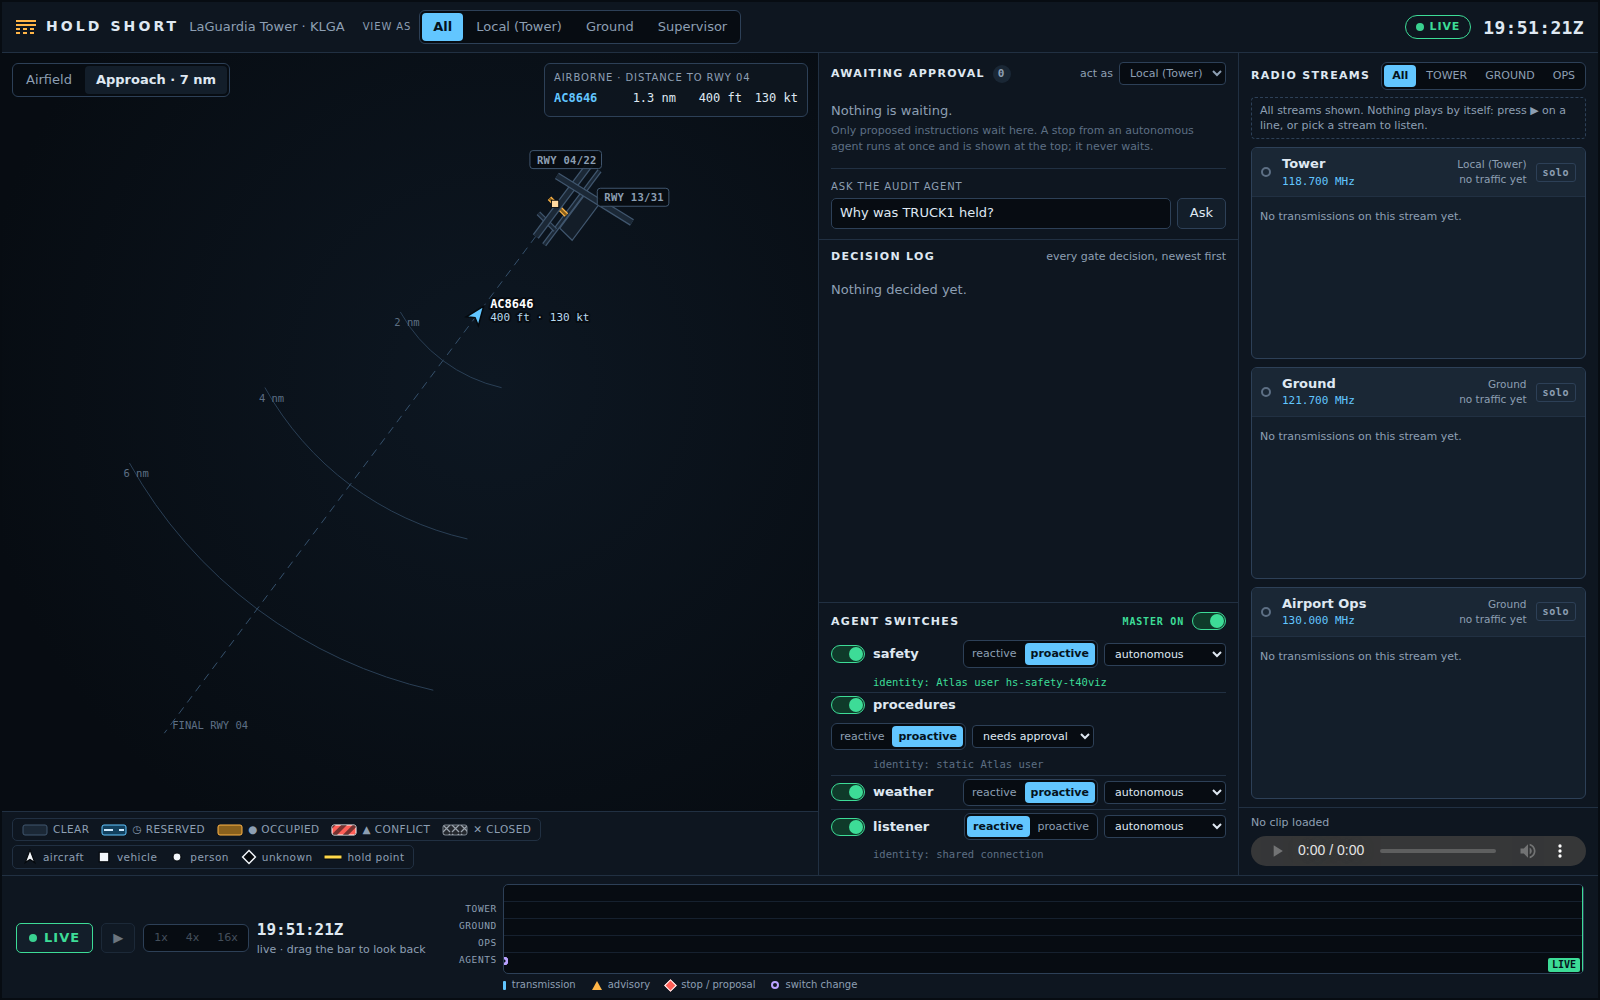 HOLD SHORT LaGuardia Tower · KLGA VIEW AS All Local (Tower) Ground Supervisor LIVE 19:51:21Z
Airfield Approach · 7 nm
AIRBORNE · DISTANCE TO RWY 04
AC8646 1.3 nm 400 ft 130 kt
RWY 04/22
RWY 13/31
AC8646
400 ft · 130 kt
2 nm
4 nm
6 nm
FINAL RWY 04
CLEAR RESERVED OCCUPIED CONFLICT CLOSED
aircraft vehicle person unknown hold point
AWAITING APPROVAL 0 act as Local (Tower)
Nothing is waiting.
Only proposed instructions wait here. A stop from an autonomous
agent runs at once and is shown at the top; it never waits.
ASK THE AUDIT AGENT
Why was TRUCK1 held? Ask
DECISION LOG every gate decision, newest first
Nothing decided yet.
AGENT SWITCHES MASTER ON
safety reactive proactive autonomous
identity: Atlas user hs-safety-t40viz
procedures
reactive proactive needs approval
identity: static Atlas user
weather reactive proactive autonomous
listener reactive proactive autonomous
identity: shared connection
RADIO STREAMS All TOWER GROUND OPS
All streams shown. Nothing plays by itself: press ▶ on a
line, or pick a stream to listen.
Tower Local (Tower) solo
118.700 MHz no traffic yet
No transmissions on this stream yet.
Ground Ground solo
121.700 MHz no traffic yet
No transmissions on this stream yet.
Airport Ops Ground solo
130.000 MHz no traffic yet
No transmissions on this stream yet.
No clip loaded
0:00 / 0:00
LIVE ▶ 1x 4x 16x 19:51:21Z
live · drag the bar to look back
TOWER
GROUND
OPS
AGENTS
LIVE
transmission advisory stop / proposal switch change